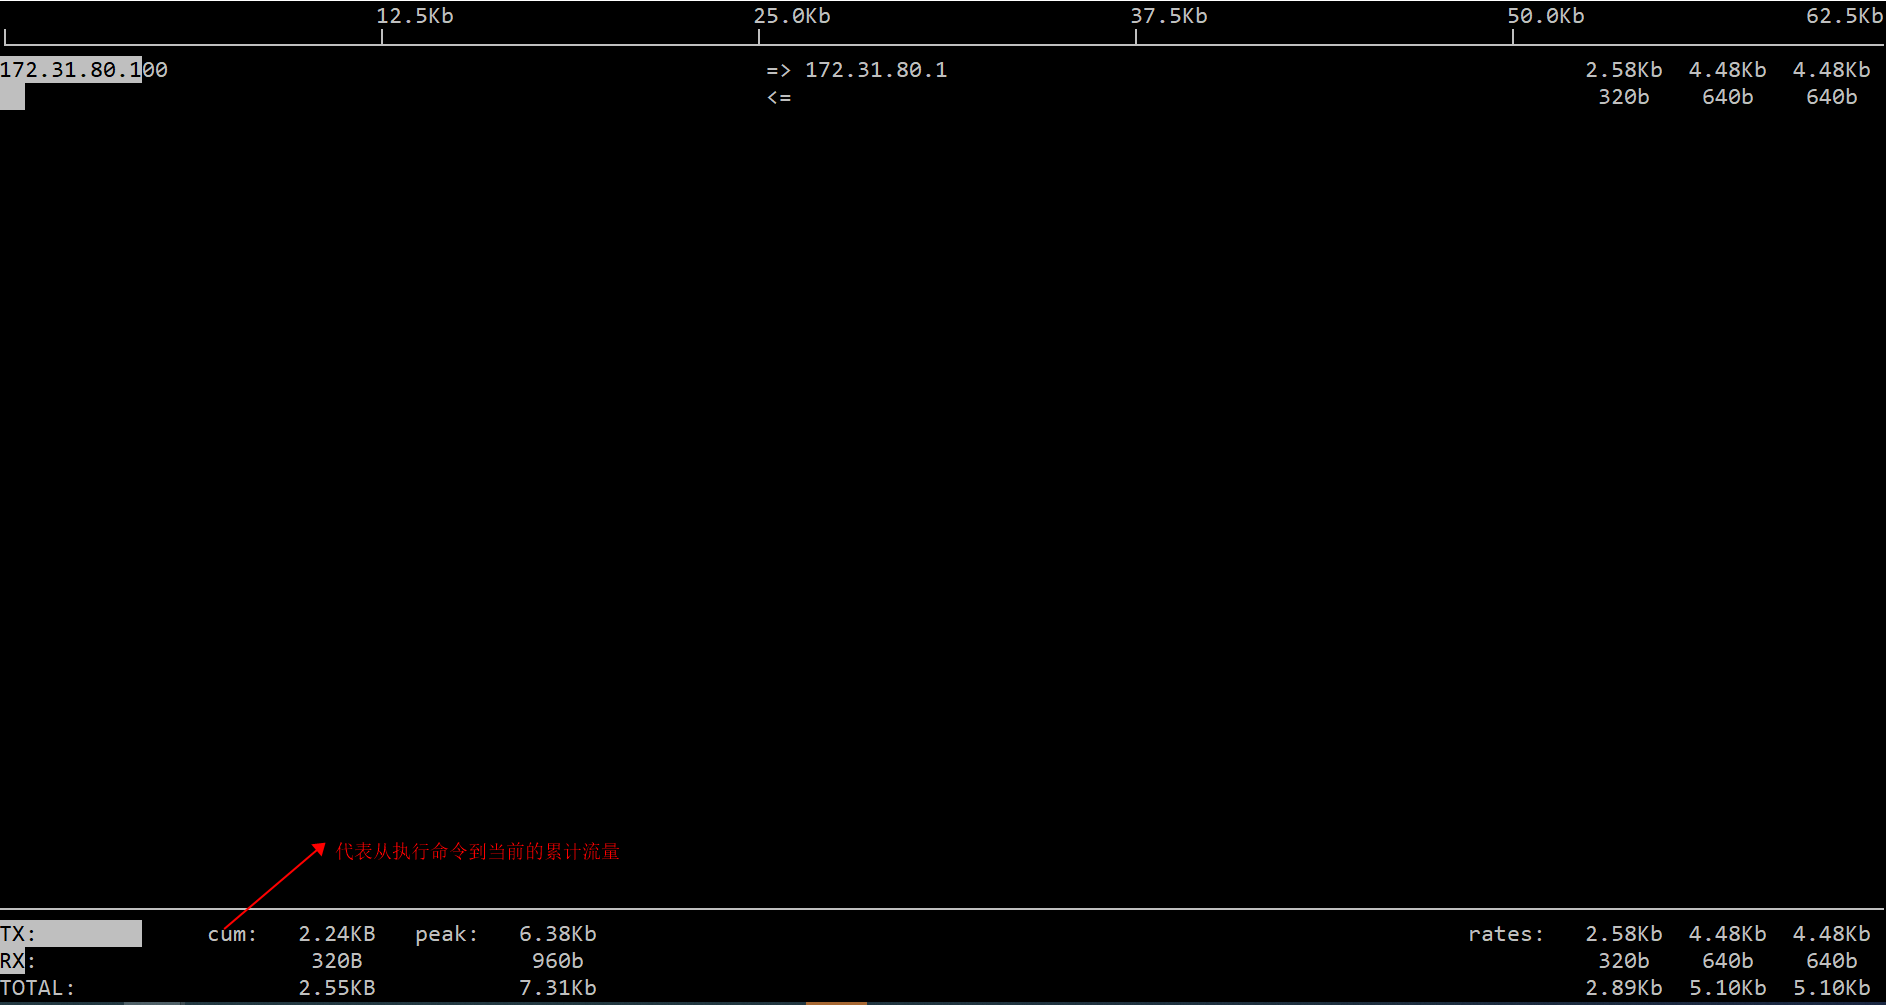 12.5Kb 25.0Kb 37.5Kb 50.0Kb 62.5Kb
172.31.80.100 => 172.31.80.1 2.58Kb 4.48Kb 4.48Kb
<= 320b 640b 640b
代表从执行命令到当前的累计流量
TX: cum: 2.24KB peak: 6.38Kb rates: 2.58Kb 4.48Kb 4.48Kb
RX: 320B 960b 320b 640b 640b
TOTAL: 2.55KB 7.31Kb 2.89Kb 5.10Kb 5.10Kb